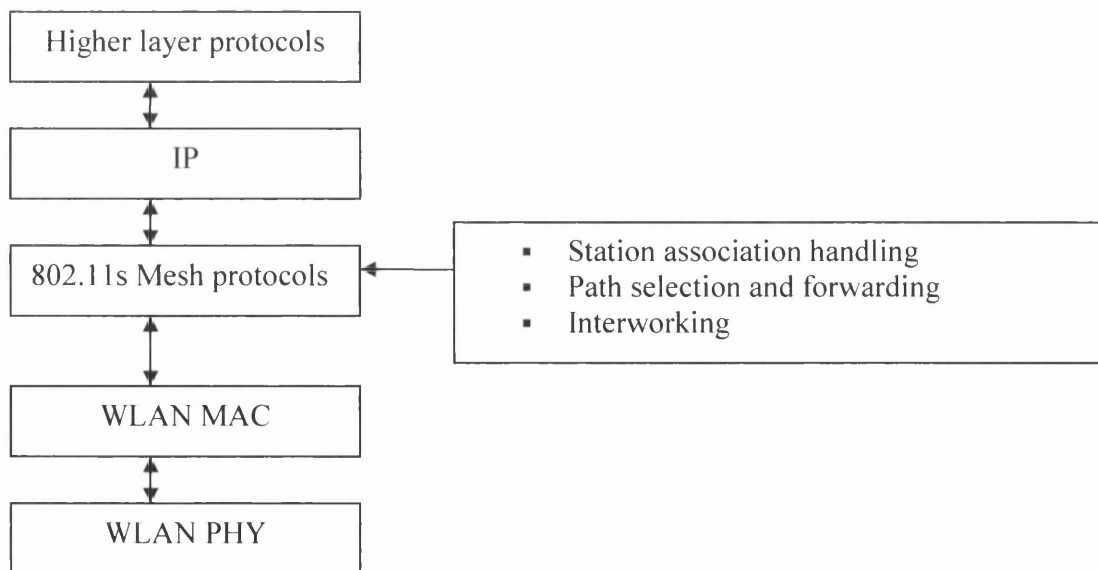 Higher layer protocols
IP
802.11s Mesh protocols
▪ Station association handling
▪ Path selection and forwarding
▪ Interworking
WLAN MAC
WLAN PHY